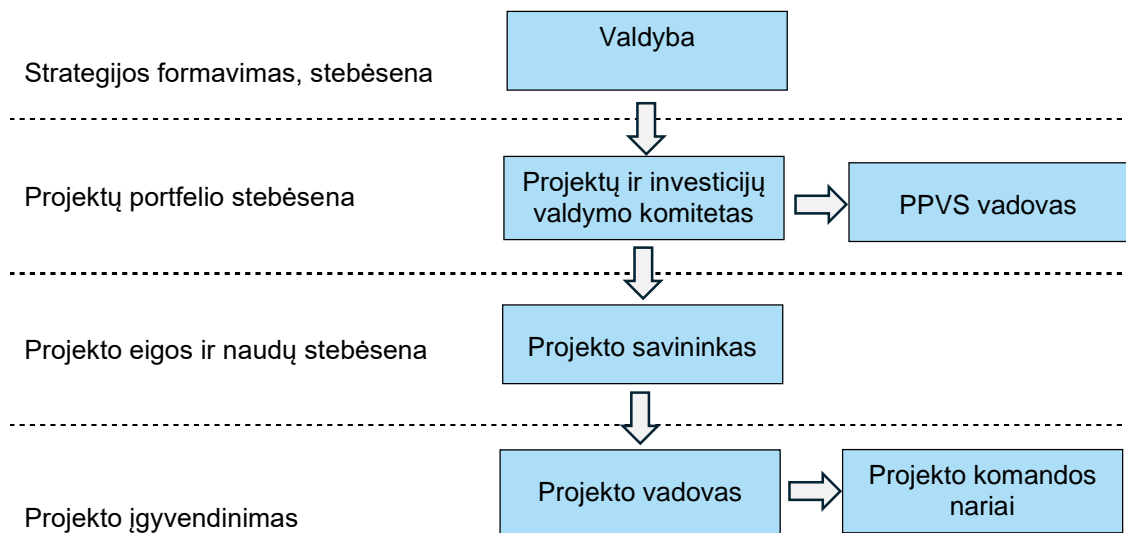 Valdyba
Strategijos formavimas, stebėsena
Projektų ir investicijų
valdymo komitetas
Projektų portfelio stebėsena
PPVS vadovas
Projekto eigos ir naudų stebėsena
Projekto savininkas
Projekto vadovas
Projekto komandos
nariai
Projekto įgyvendinimas